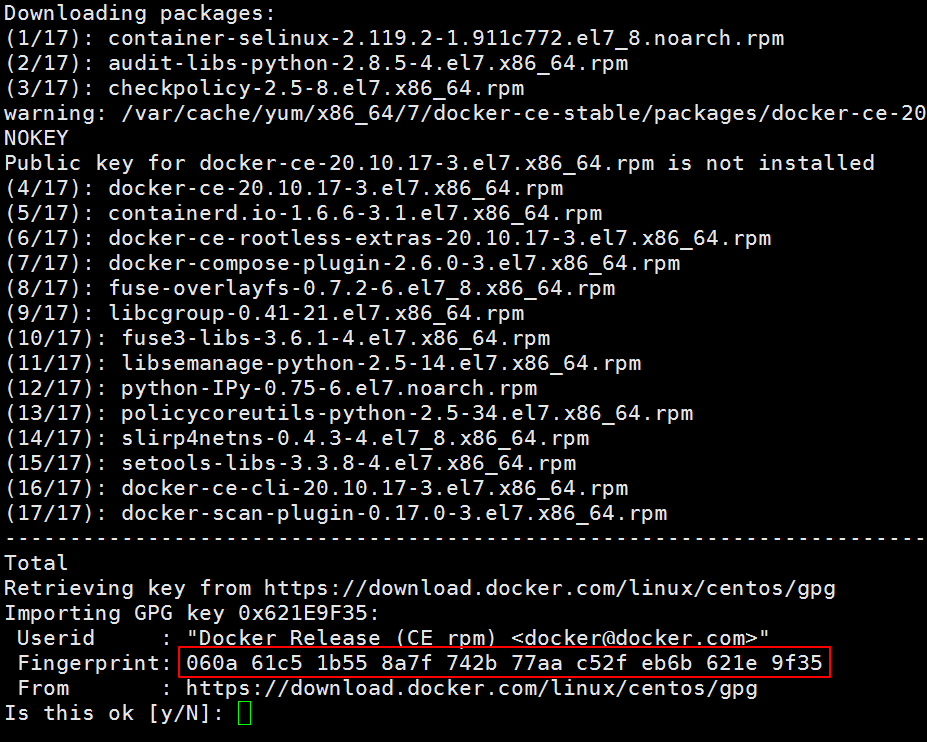 Downloading packages:
(1/17): container-selinux-2.119.2-1.911c772.el7_8.noarch.rpm
(2/17): audit-libs-python-2.8.5-4.el7.x86_64.rpm
(3/17): checkpolicy-2.5-8.el7.x86_64.rpm
warning: /var/cache/yum/x86_64/7/docker-ce-stable/packages/docker-ce-20
NOKEY
Public key for docker-ce-20.10.17-3.el7.x86_64.rpm is not installed
(4/17): docker-ce-20.10.17-3.el7.x86_64.rpm
(5/17): containerd.io-1.6.6-3.1.el7.x86_64.rpm
(6/17): docker-ce-rootless-extras-20.10.17-3.el7.x86_64.rpm
(7/17): docker-compose-plugin-2.6.0-3.el7.x86_64.rpm
(8/17): fuse-overlayfs-0.7.2-6.el7_8.x86_64.rpm
(9/17): libcgroup-0.41-21.el7.x86_64.rpm
(10/17): fuse3-libs-3.6.1-4.el7.x86_64.rpm
(11/17): libsemanage-python-2.5-14.el7.x86_64.rpm
(12/17): python-IPy-0.75-6.el7.noarch.rpm
(13/17): policycoreutils-python-2.5-34.el7.x86_64.rpm
(14/17): slirp4netns-0.4.3-4.el7_8.x86_64.rpm
(15/17): setools-libs-3.3.8-4.el7.x86_64.rpm
(16/17): docker-ce-cli-20.10.17-3.el7.x86_64.rpm
(17/17): docker-scan-plugin-0.17.0-3.el7.x86_64.rpm
-----------------------------------------------------------------------
Total
Retrieving key from https://download.docker.com/linux/centos/gpg
Importing GPG key 0x621E9F35:
 Userid     : "Docker Release (CE rpm) <docker@docker.com>"
 Fingerprint: 060a 61c5 1b55 8a7f 742b 77aa c52f eb6b 621e 9f35
 From       : https://download.docker.com/linux/centos/gpg
Is this ok [y/N]: